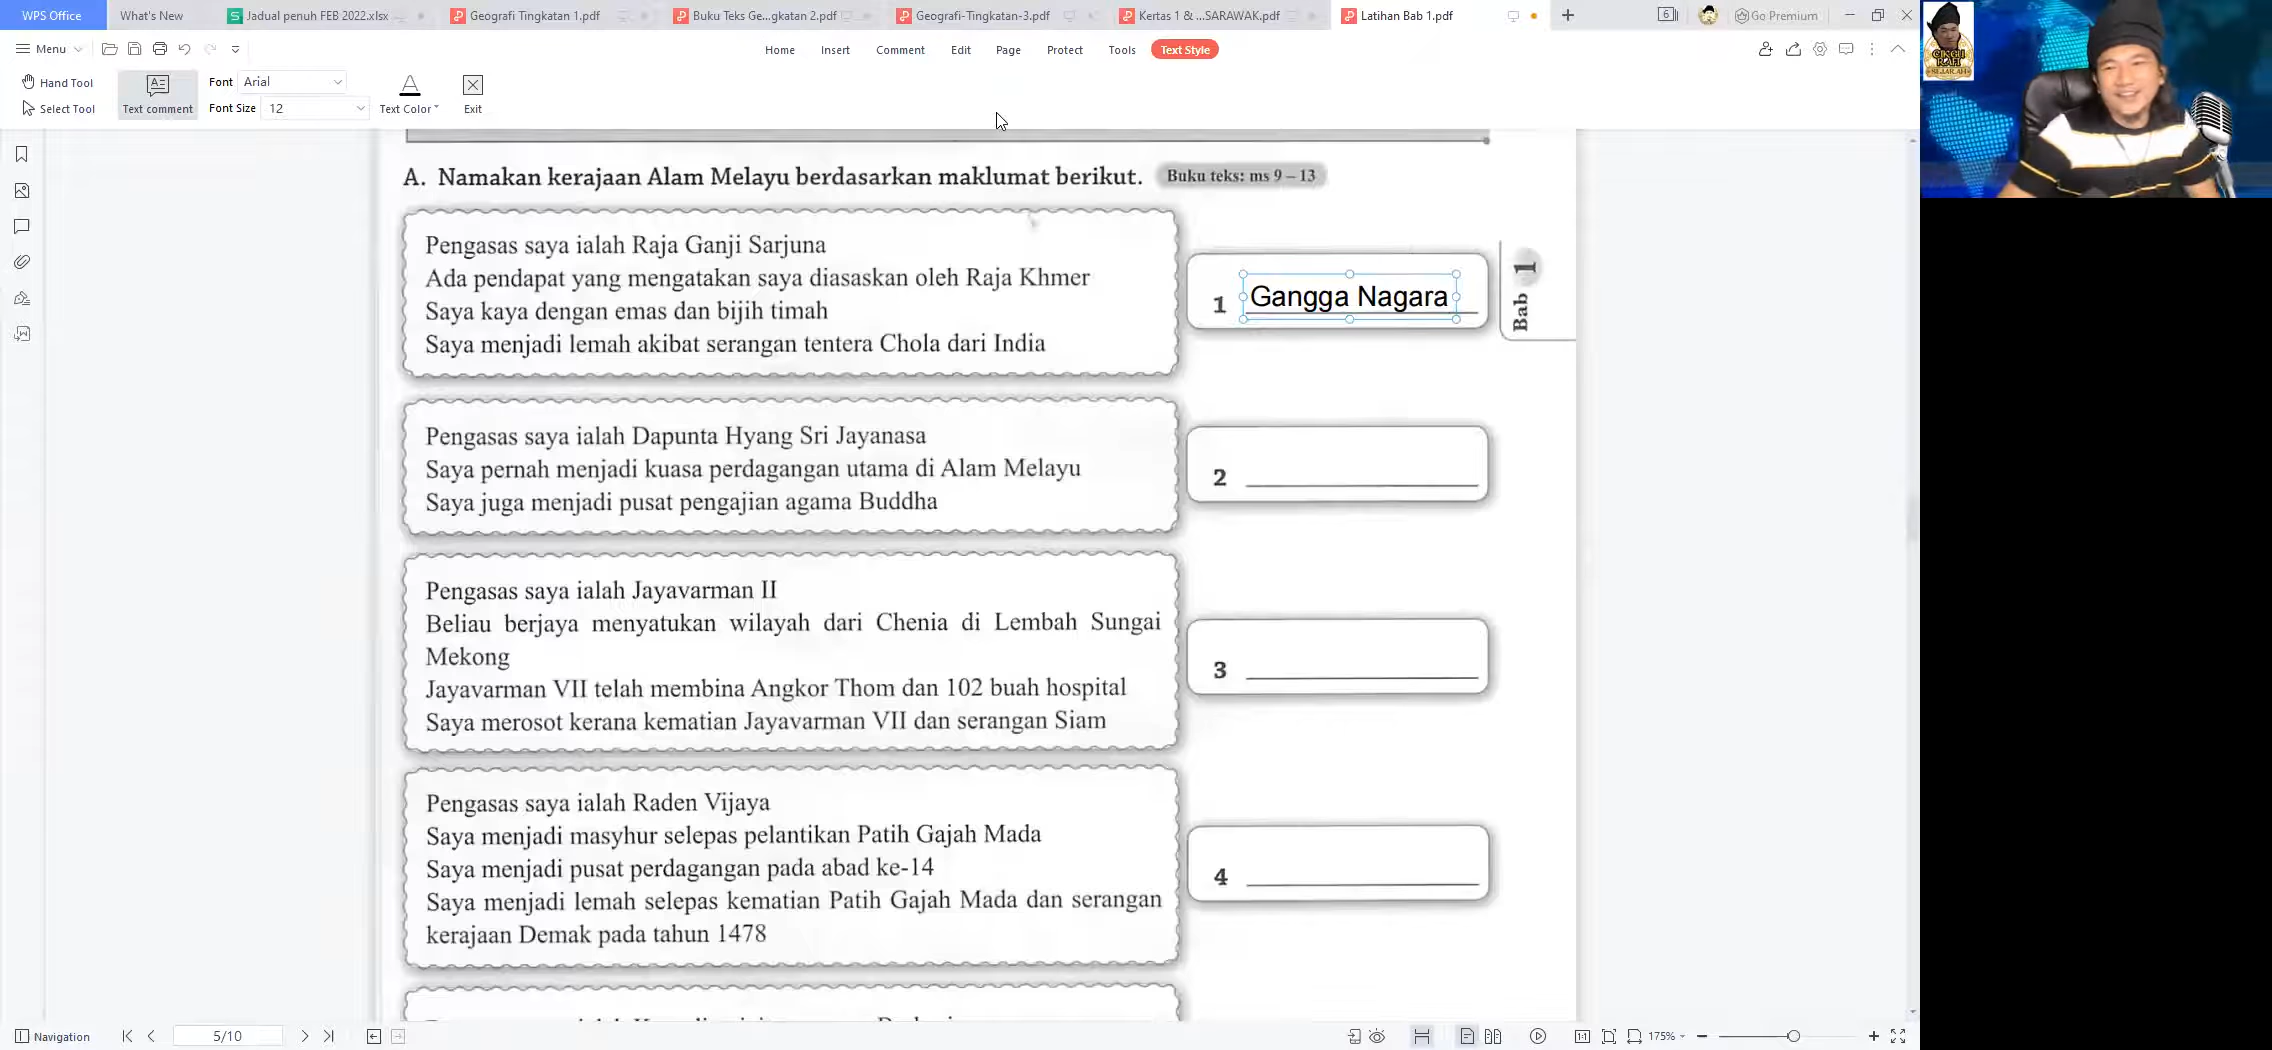 WPS Office
What's New
Jadual penuh FEB 2022.xlsx
Geografi Tingkatan 1.pdf
Buku Teks Ge...gkatan 2.pdf
Geografi-Tingkatan-3.pdf
Kertas 1 & ...SARAWAK.pdf
Latihan Bab 1.pdf
6
Go Premium
Menu
Home
Insert
Comment
Edit
Page
Protect
Tools
Text Style
Hand Tool
Select Tool
Text comment
Font Arial
Font Size 12
Text Color
Exit
CIKGU
RAFI
SEJARAH
A. Namakan kerajaan Alam Melayu berdasarkan maklumat berikut. Buku teks: ms 9 – 13
Pengasas saya ialah Raja Ganji Sarjuna
Ada pendapat yang mengatakan saya diasaskan oleh Raja Khmer
Saya kaya dengan emas dan bijih timah
Saya menjadi lemah akibat serangan tentera Chola dari India
1 Gangga Nagara
Bab 1
Pengasas saya ialah Dapunta Hyang Sri Jayanasa
Saya pernah menjadi kuasa perdagangan utama di Alam Melayu
Saya juga menjadi pusat pengajian agama Buddha
2
Pengasas saya ialah Jayavarman II
Beliau berjaya menyatukan wilayah dari Chenia di Lembah Sungai
Mekong
Jayavarman VII telah membina Angkor Thom dan 102 buah hospital
Saya merosot kerana kematian Jayavarman VII dan serangan Siam
3
Pengasas saya ialah Raden Vijaya
Saya menjadi masyhur selepas pelantikan Patih Gajah Mada
Saya menjadi pusat perdagangan pada abad ke-14
Saya menjadi lemah selepas kematian Patih Gajah Mada dan serangan
kerajaan Demak pada tahun 1478
4
Navigation
5/10
175%